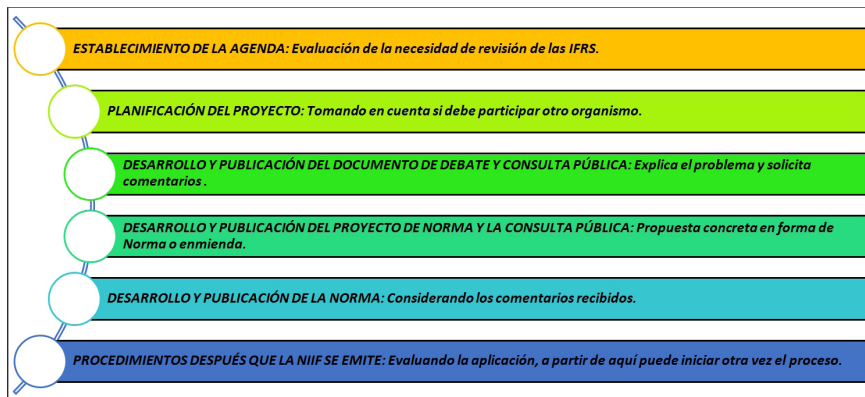 ESTABLECIMIENTO DE LA AGENDA: Evaluación de la necesidad de revisión de las IFRS.
PLANIFICACIÓN DEL PROYECTO: Tomando en cuenta si debe participar otro organismo.
DESARROLLO Y PUBLICACIÓN DEL DOCUMENTO DE DEBATE Y CONSULTA PÚBLICA: Explica el problema y solicita
comentarios .
DESARROLLO Y PUBLICACIÓN DEL PROYECTO DE NORMA Y LA CONSULTA PÚBLICA: Propuesta concreta en forma de
Norma o enmienda.
DESARROLLO Y PUBLICACIÓN DE LA NORMA: Considerando los comentarios recibidos.
PROCEDIMIENTOS DESPUÉS QUE LA NIIF SE EMITE: Evaluando la aplicación, a partir de aquí puede iniciar otra vez el proceso.